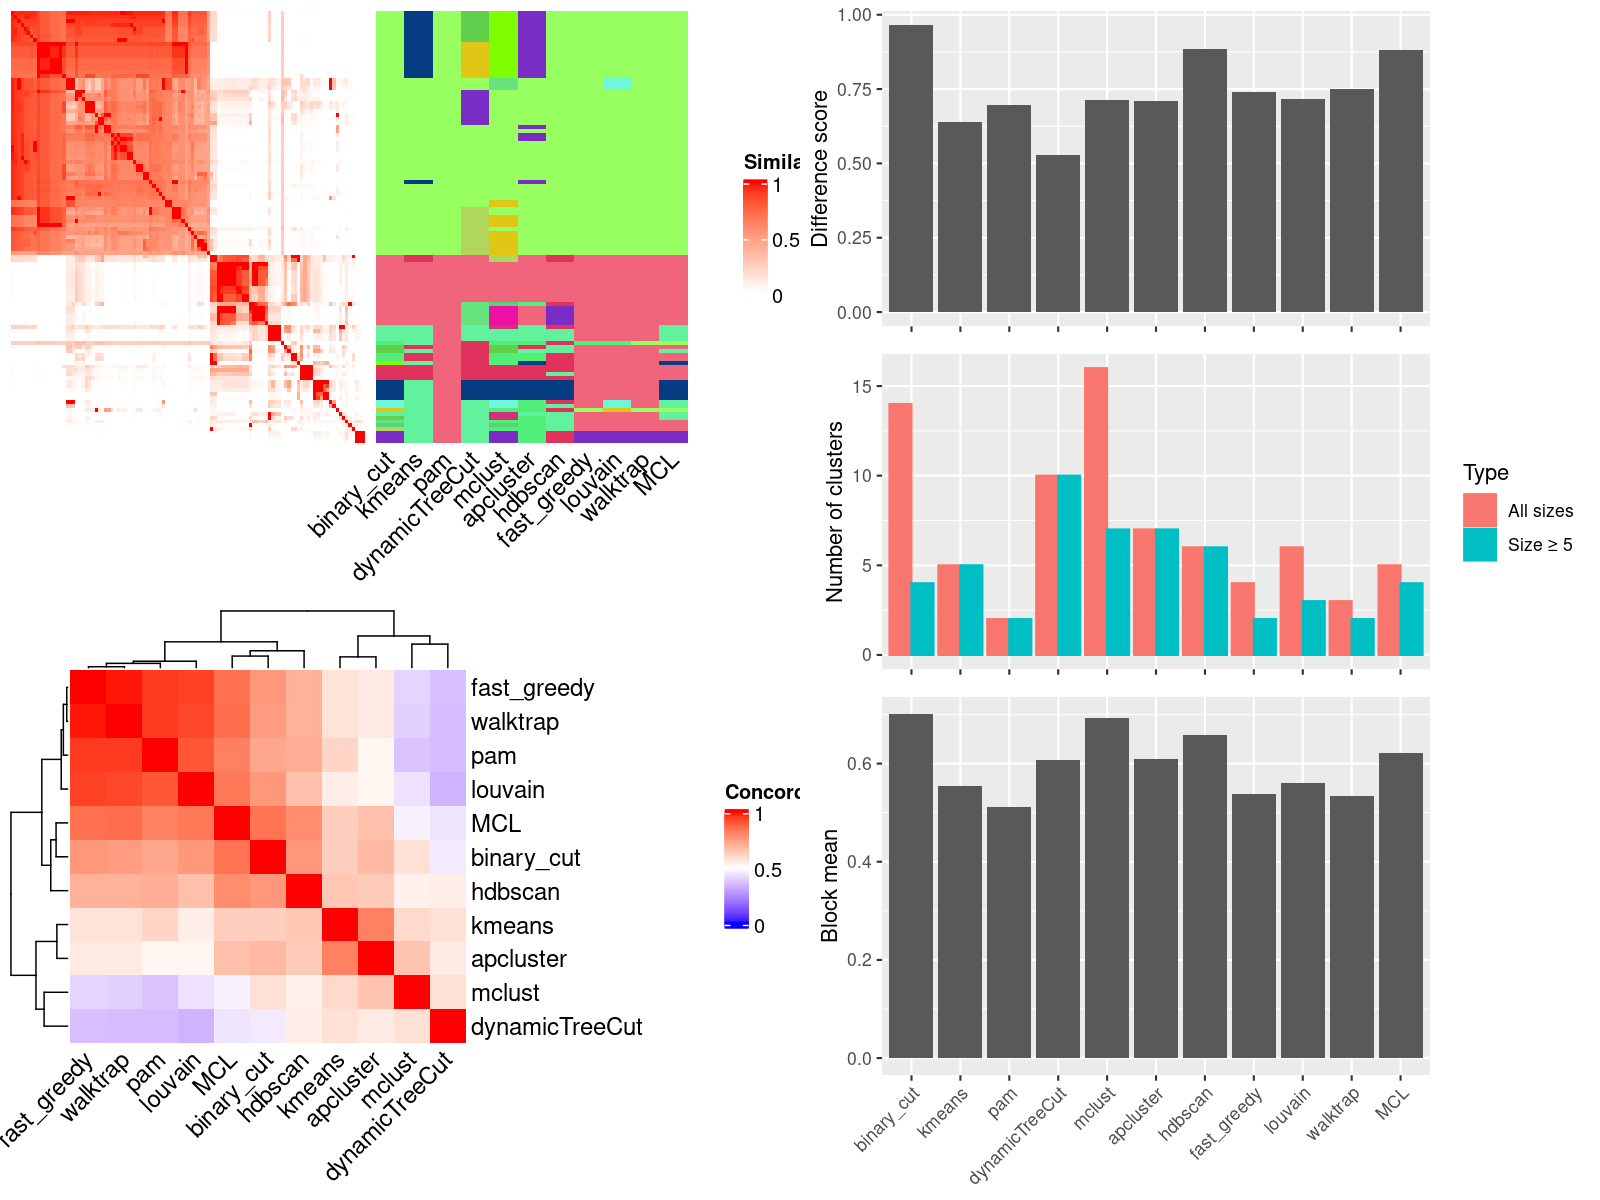 Simila
1
0.5
0
binary_cut
kmeans
pam
dynamicTreeCut
mclust
apcluster
hdbscan
fast_greedy
louvain
walktrap
MCL
fast_greedy
walktrap
pam
louvain
MCL
binary_cut
hdbscan
kmeans
apcluster
mclust
dynamicTreeCut
fast_greedy
walktrap
pam
louvain
MCL
binary_cut
hdbscan
kmeans
apcluster
mclust
dynamicTreeCut
Concord
1
0.5
0
Difference score
1.00
0.75
0.50
0.25
0.00
Number of clusters
15
10
5
0
Type
All sizes
Size ≥ 5
Block mean
0.6
0.4
0.2
0.0
binary_cut
kmeans
pam
dynamicTreeCut
mclust
apcluster
hdbscan
fast_greedy
louvain
walktrap
MCL